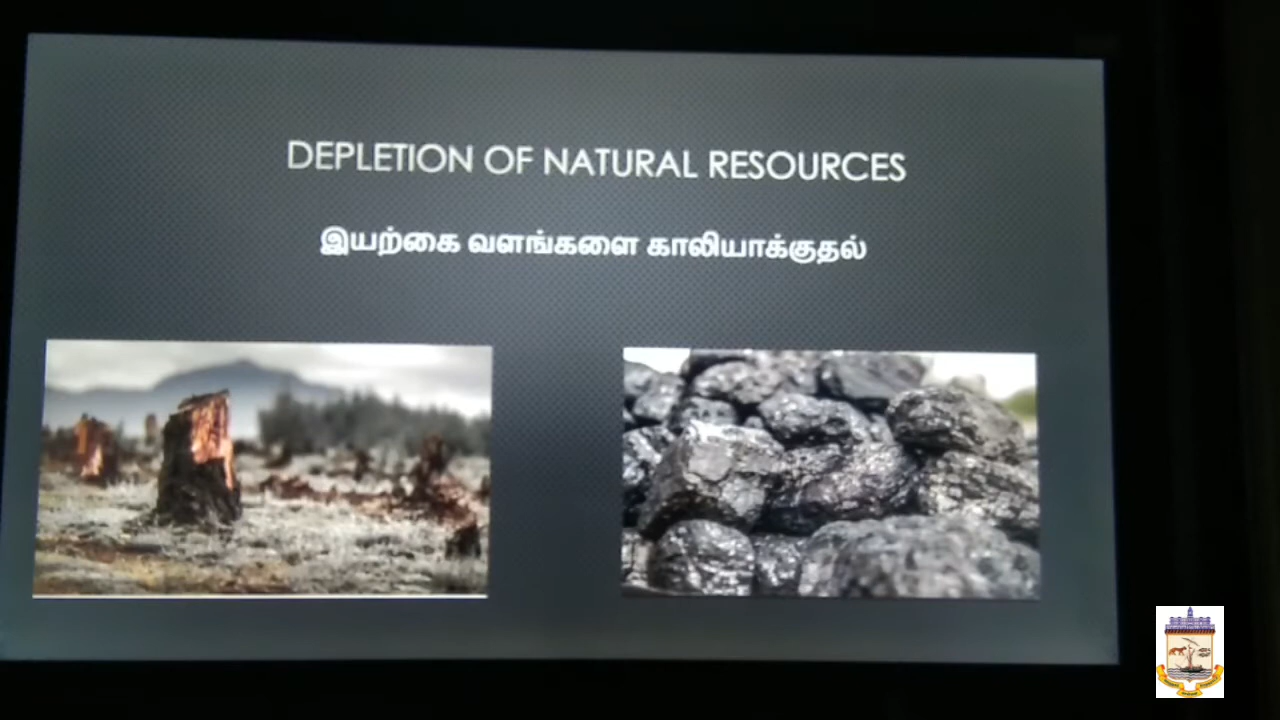 DEPLETION OF NATURAL RESOURCES
இயற்கை வளங்களை காலியாக்குதல்